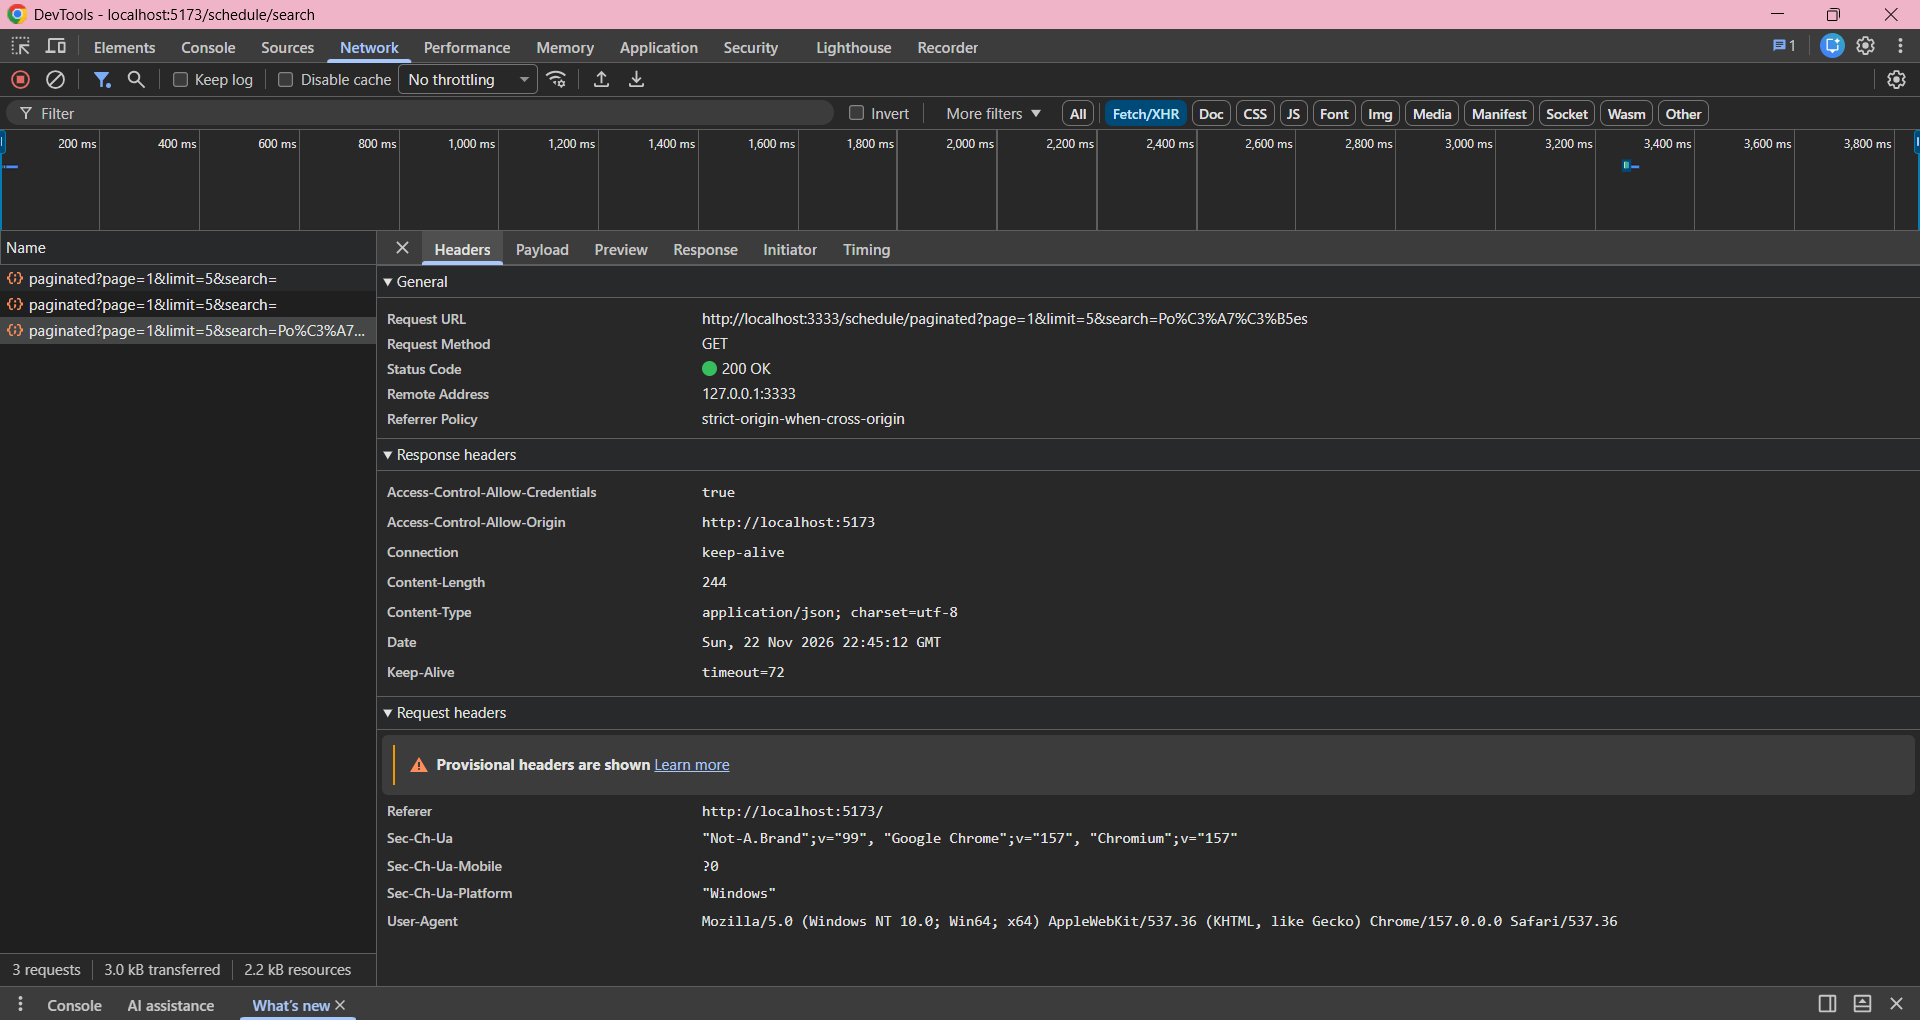 DevTools - localhost:5173/schedule/search
Elements Console Sources Network Performance Memory Application Security Lighthouse Recorder 1
Keep log Disable cache No throttling
Filter Invert More filters All Fetch/XHR Doc CSS JS Font Img Media Manifest Socket Wasm Other
200 ms 400 ms 600 ms 800 ms 1,000 ms 1,200 ms 1,400 ms 1,600 ms 1,800 ms 2,000 ms 2,200 ms 2,400 ms 2,600 ms 2,800 ms 3,000 ms 3,200 ms 3,400 ms 3,600 ms 3,800 ms
Name
paginated?page=1&limit=5&search=
paginated?page=1&limit=5&search=
paginated?page=1&limit=5&search=Po%C3%A7...
Headers Payload Preview Response Initiator Timing
General
Request URL http://localhost:3333/schedule/paginated?page=1&limit=5&search=Po%C3%A7%C3%B5es
Request Method GET
Status Code 200 OK
Remote Address 127.0.0.1:3333
Referrer Policy strict-origin-when-cross-origin
Response headers
Access-Control-Allow-Credentials true
Access-Control-Allow-Origin http://localhost:5173
Connection keep-alive
Content-Length 244
Content-Type application/json; charset=utf-8
Date Sun, 22 Nov 2026 22:45:12 GMT
Keep-Alive timeout=72
Request headers
Provisional headers are shown Learn more
Referer http://localhost:5173/
Sec-Ch-Ua "Not-A.Brand";v="99", "Google Chrome";v="157", "Chromium";v="157"
Sec-Ch-Ua-Mobile ?0
Sec-Ch-Ua-Platform "Windows"
User-Agent Mozilla/5.0 (Windows NT 10.0; Win64; x64) AppleWebKit/537.36 (KHTML, like Gecko) Chrome/157.0.0.0 Safari/537.36
3 requests 3.0 kB transferred 2.2 kB resources
Console AI assistance What's new